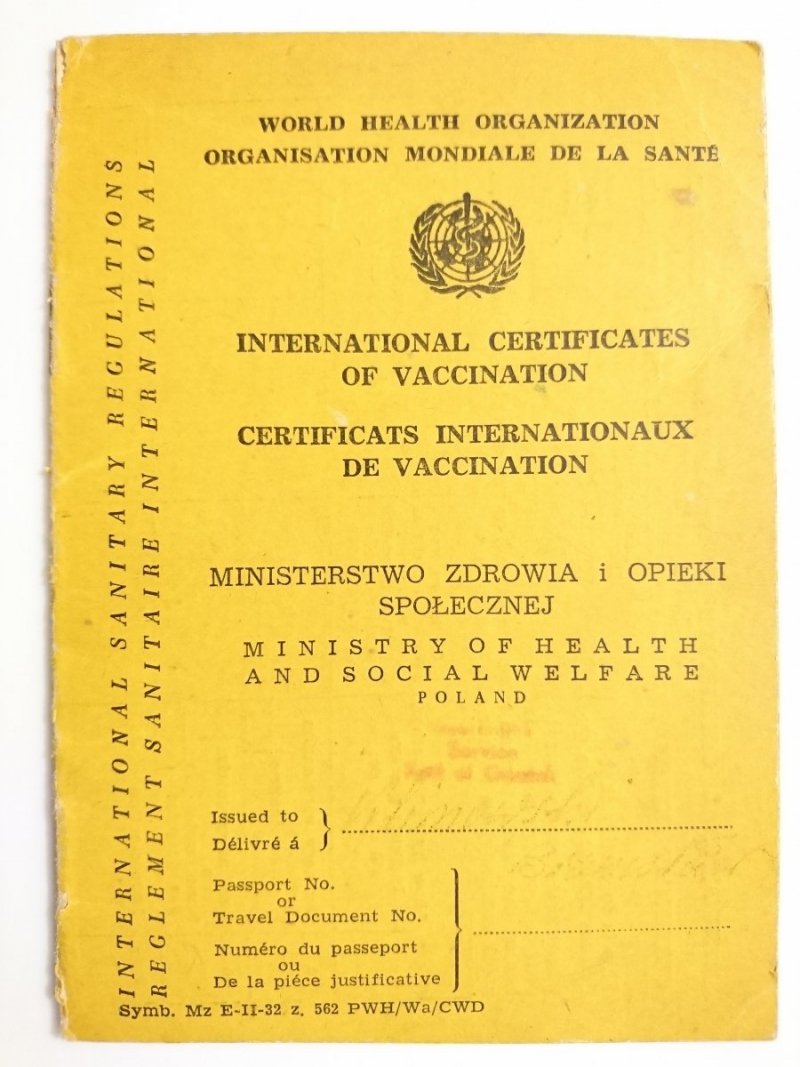 WORLD HEALTH ORGANIZATION
ORGANISATION MONDIALE DE LA SANTÉ
INTERNATIONAL CERTIFICATES
OF VACCINATION
CERTIFICATS INTERNATIONAUX
DE VACCINATION
MINISTERSTWO ZDROWIA i OPIEKI
SPOŁECZNEJ
MINISTRY OF HEALTH
AND SOCIAL WELFARE
POLAND
Service
Issued to
Délivré á
Passport No.
or
Travel Document No.
Numéro du passeport
ou
De la piéce justificative
Symb. Mz E-II-32 z. 562 PWH/Wa/CWD
INTERNATIONAL SANITARY REGULATIONS
REGLEMENT SANITAIRE INTERNATIONAL